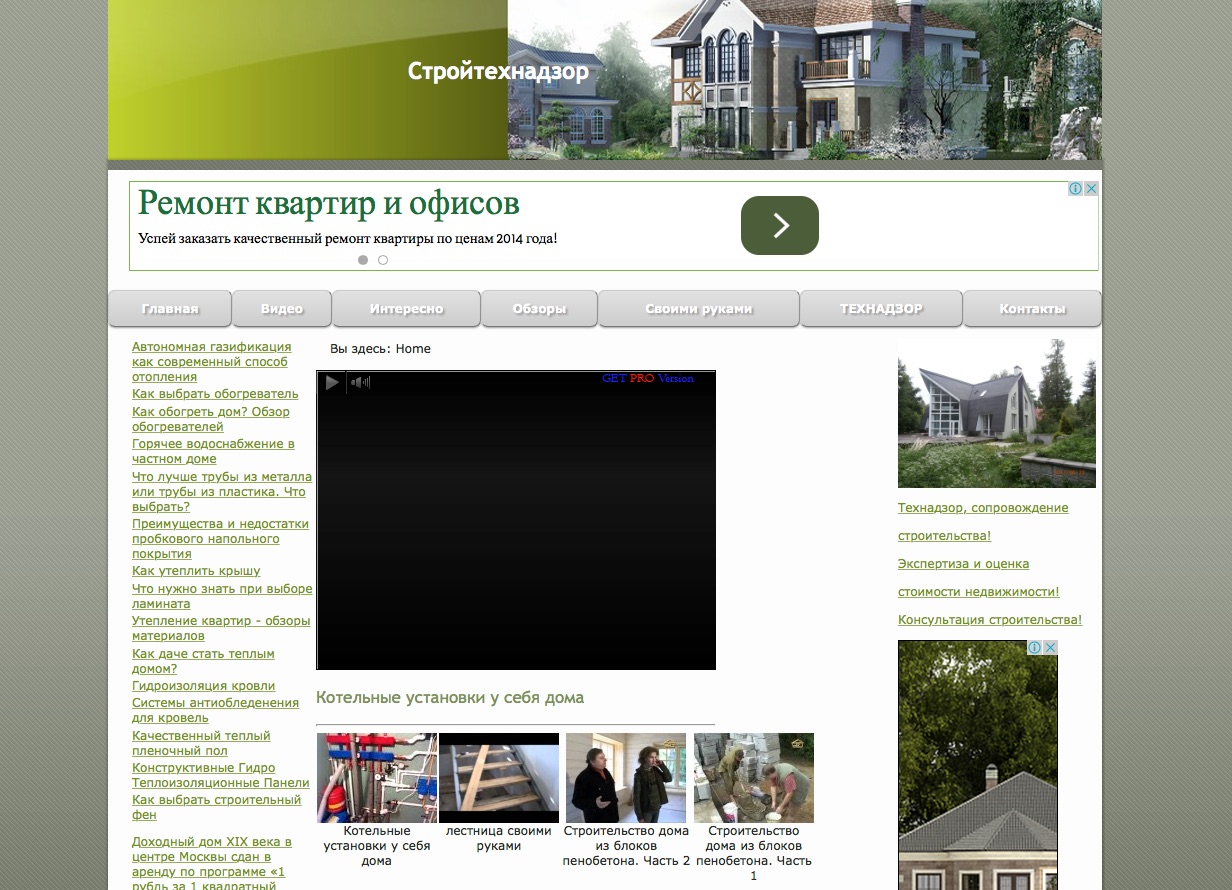 Стройтехнадзор
Ремонт квартир и офисов
Успей заказать качественный ремонт квартиры по ценам 2014 года!
Главная
Видео
Интересно
Обзоры
Своими руками
ТЕХНАДЗОР
Контакты
Автономная газификация
как современный способ
отопления
Как выбрать обогреватель
Как обогреть дом? Обзор
обогревателей
Горячее водоснабжение в
частном доме
Что лучше трубы из металла
или трубы из пластика. Что
выбрать?
Преимущества и недостатки
пробкового напольного
покрытия
Как утеплить крышу
Что нужно знать при выборе
ламината
Утепление квартир - обзоры
материалов
Как даче стать теплым
домом?
Гидроизоляция кровли
Системы антиобледенения
для кровель
Качественный теплый
пленочный пол
Конструктивные Гидро
Теплоизоляционные Панели
Как выбрать строительный
фен
Доходный дом XIX века в
центре Москвы сдан в
аренду по программе «1
рубль за 1 квадратный
Вы здесь: Home
GET PRO Version
Котельные установки у себя дома
Котельные
установки у себя
дома
лестница своими
руками
Строительство дома
из блоков
пенобетона. Часть 2
Строительство
дома из блоков
пенобетона. Часть
1
Технадзор, сопровождение
строительства!
Экспертиза и оценка
стоимости недвижимости!
Консультация строительства!